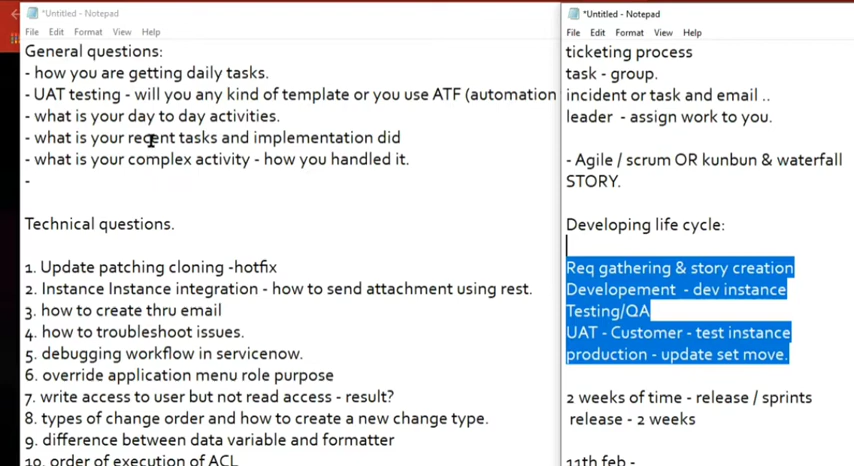 *Untitled - Notepad
File Edit Format View Help
General questions:
- how you are getting daily tasks.
- UAT testing - will you any kind of template or you use ATF (automation
- what is your day to day activities.
- what is your recent tasks and implementation did
- what is your complex activity - how you handled it.
-
Technical questions.
1. Update patching cloning -hotfix
2. Instance Instance integration - how to send attachment using rest.
3. how to create thru email
4. how to troubleshoot issues.
5. debugging workflow in servicenow.
6. override application menu role purpose
7. write access to user but not read access - result?
8. types of change order and how to create a new change type.
9. difference between data variable and formatter
10. order of execution of ACL
*Untitled - Notepad
File Edit Format View Help
ticketing process
task - group.
incident or task and email ..
leader - assign work to you.
- Agile / scrum OR kunbun & waterfall
STORY.
Developing life cycle:
Req gathering & story creation
Developement - dev instance
Testing/QA
UAT - Customer - test instance
production - update set move.
2 weeks of time - release / sprints
release - 2 weeks
11th feb -